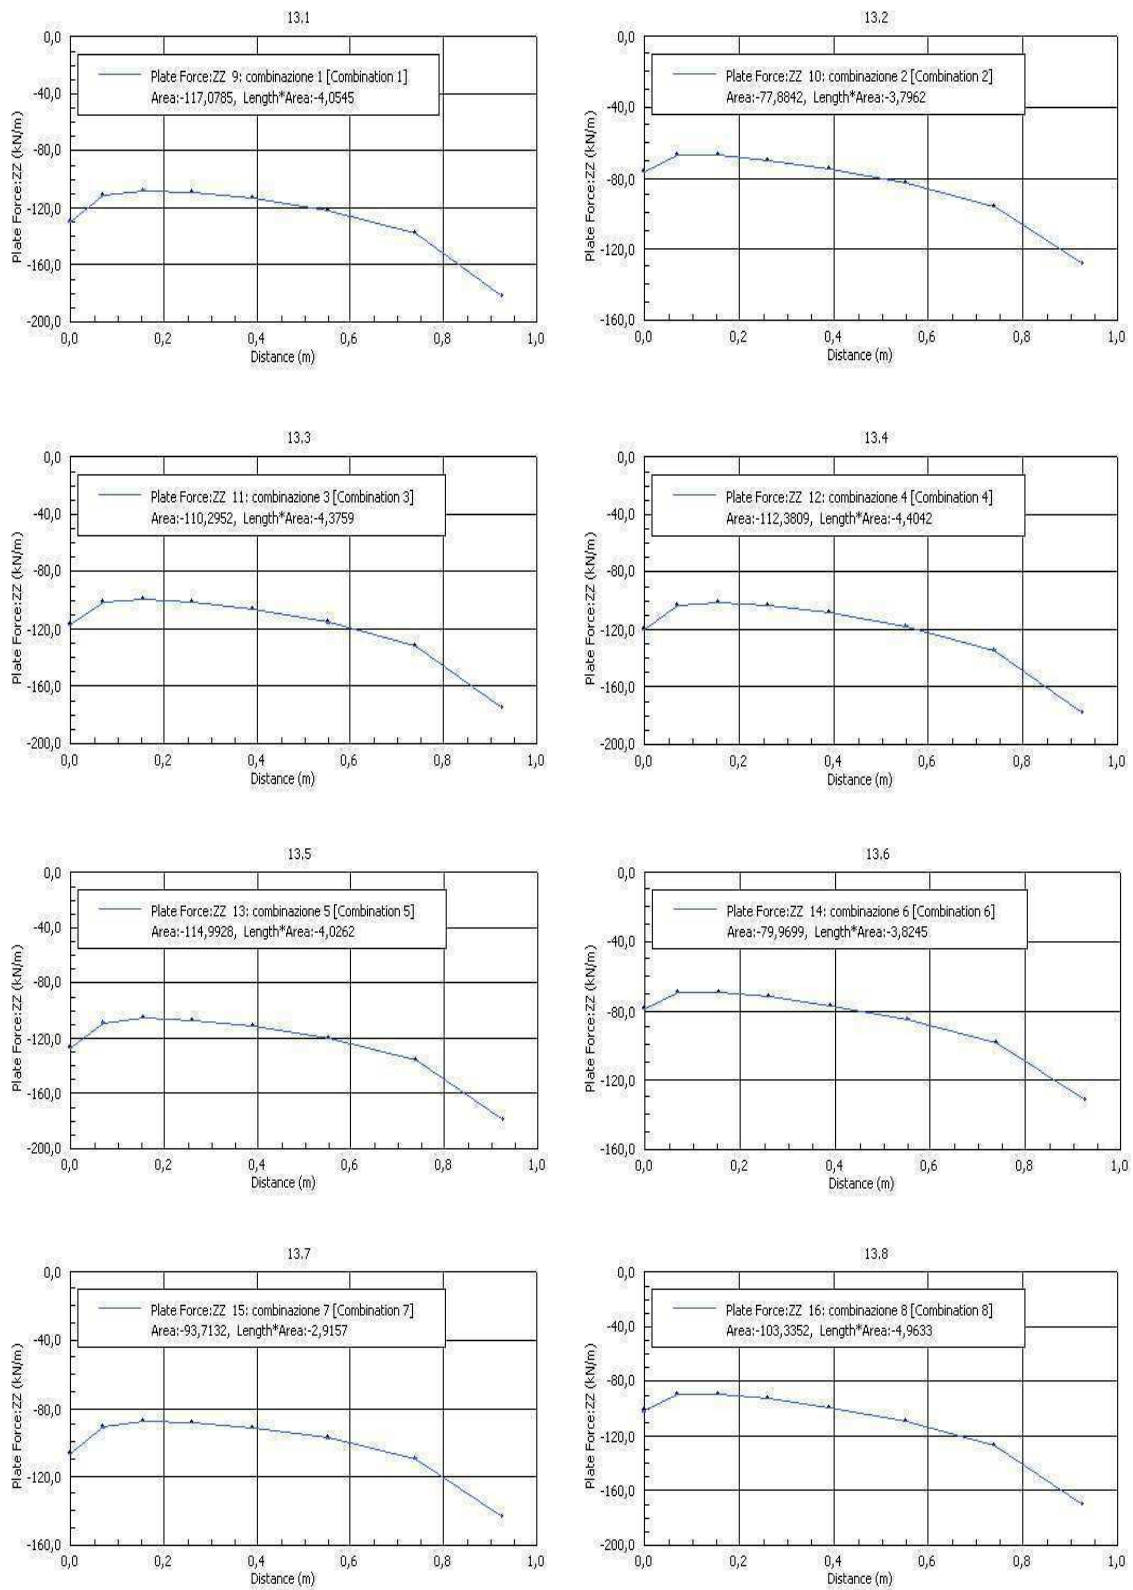 13.1
0,0
-40,0
-80,0
-120,0
-160,0
-200,0
Plate Force:ZZ (kN/m)
Plate Force:ZZ 9: combinazione 1 [Combination 1]
Area:-117,0785, Length*Area:-4,0545
0,0 0,2 0,4 0,6 0,8 1,0
Distance (m)
13.2
0,0
-40,0
-80,0
-120,0
-160,0
Plate Force:ZZ (kN/m)
Plate Force:ZZ 10: combinazione 2 [Combination 2]
Area:-77,8842, Length*Area:-3,7962
0,0 0,2 0,4 0,6 0,8 1,0
Distance (m)
13.3
0,0
-40,0
-80,0
-120,0
-160,0
-200,0
Plate Force:ZZ (kN/m)
Plate Force:ZZ 11: combinazione 3 [Combination 3]
Area:-110,2952, Length*Area:-4,3759
0,0 0,2 0,4 0,6 0,8 1,0
Distance (m)
13.4
0,0
-40,0
-80,0
-120,0
-160,0
-200,0
Plate Force:ZZ (kN/m)
Plate Force:ZZ 12: combinazione 4 [Combination 4]
Area:-112,3809, Length*Area:-4,4042
0,0 0,2 0,4 0,6 0,8 1,0
Distance (m)
13.5
0,0
-40,0
-80,0
-120,0
-160,0
-200,0
Plate Force:ZZ (kN/m)
Plate Force:ZZ 13: combinazione 5 [Combination 5]
Area:-114,9928, Length*Area:-4,0262
0,0 0,2 0,4 0,6 0,8 1,0
Distance (m)
13.6
0,0
-40,0
-80,0
-120,0
-160,0
Plate Force:ZZ (kN/m)
Plate Force:ZZ 14: combinazione 6 [Combination 6]
Area:-79,9699, Length*Area:-3,8245
0,0 0,2 0,4 0,6 0,8 1,0
Distance (m)
13.7
0,0
-40,0
-80,0
-120,0
-160,0
Plate Force:ZZ (kN/m)
Plate Force:ZZ 15: combinazione 7 [Combination 7]
Area:-93,7132, Length*Area:-2,9157
0,0 0,2 0,4 0,6 0,8 1,0
Distance (m)
13.8
0,0
-40,0
-80,0
-120,0
-160,0
-200,0
Plate Force:ZZ (kN/m)
Plate Force:ZZ 16: combinazione 8 [Combination 8]
Area:-103,3352, Length*Area:-4,9633
0,0 0,2 0,4 0,6 0,8 1,0
Distance (m)